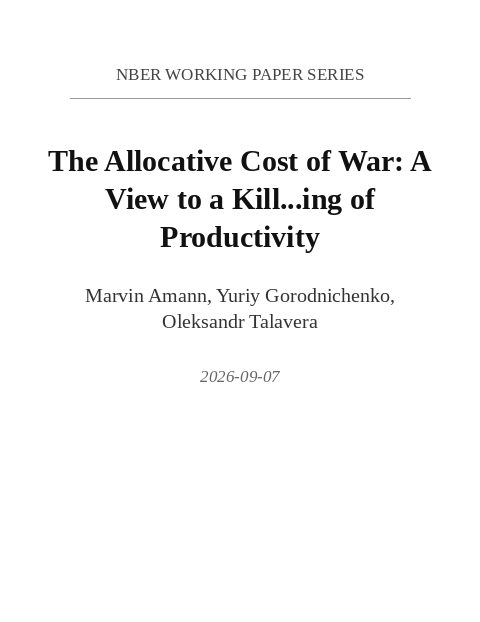 NBER WORKING PAPER SERIES
The Allocative Cost of War: A
View to a Kill...ing of
Productivity
Marvin Amann, Yuriy Gorodnichenko,
Oleksandr Talavera
2026-09-07